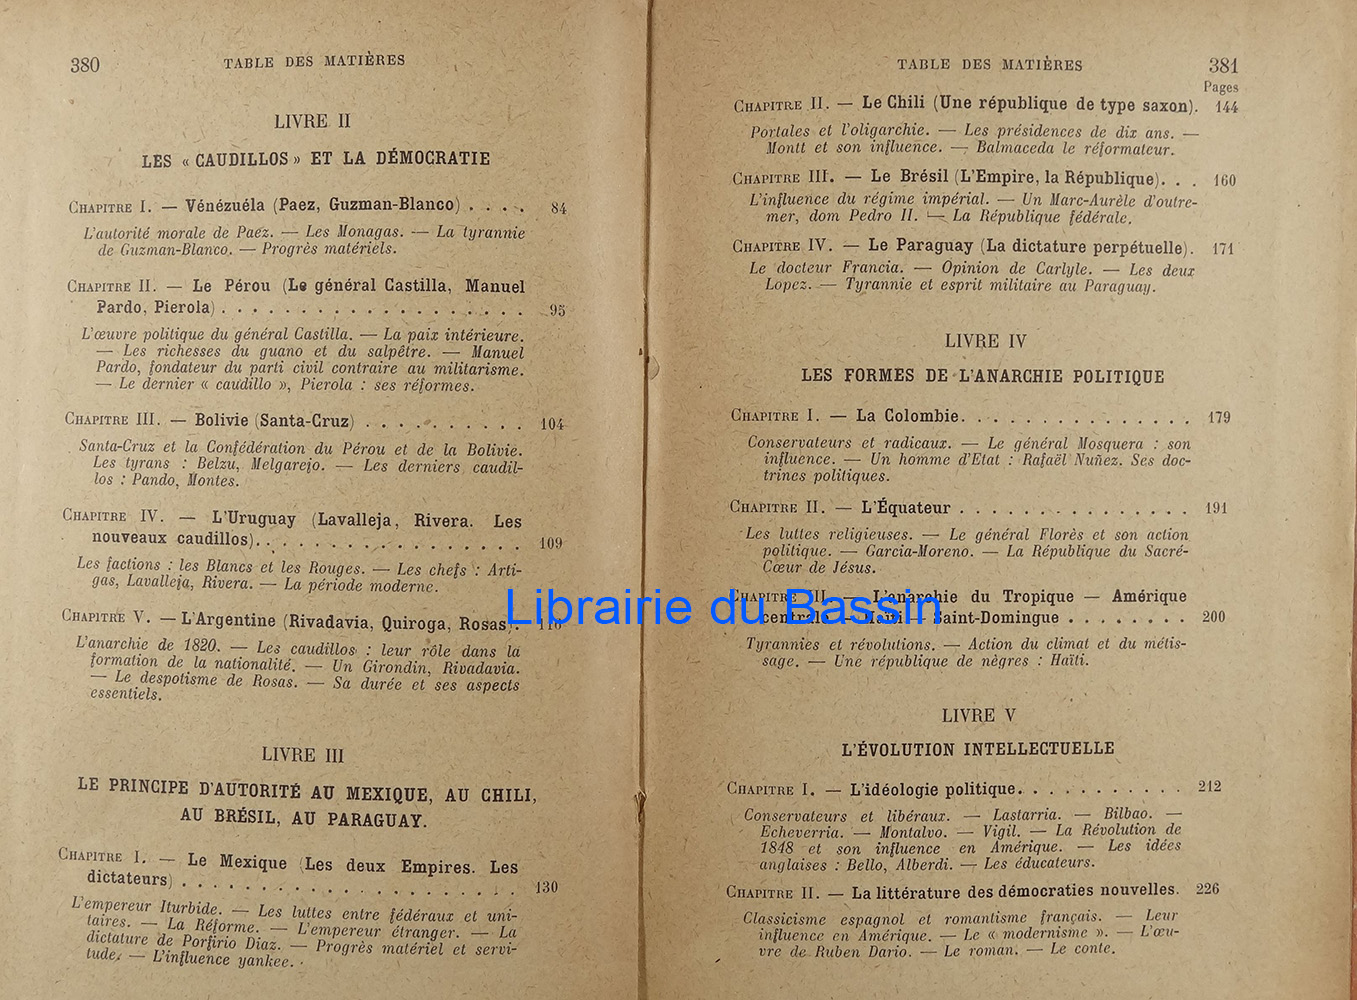 380
TABLE DES MATIÈRES
LIVRE II
LES « CAUDILLOS » ET LA DÉMOCRATIE
CHAPITRE I. — Vénézuéla (Paez, Guzman-Blanco) . . . . 84
L'autorité morale de Paez. — Les Monagas. — La tyrannie
de Guzman-Blanco. — Progrès matériels.
CHAPITRE II. — Le Pérou (Le général Castilla, Manuel
Pardo, Pierola) . . . . . . . . . . . . . . . . . . . 95
L'œuvre politique du général Castilla. — La paix intérieure.
— Les richesses du guano et du salpêtre. — Manuel
Pardo, fondateur du parti civil contraire au militarisme.
— Le dernier « caudillo », Pierola : ses réformes.
CHAPITRE III. — Bolivie (Santa-Cruz) . . . . . . . . . . 104
Santa-Cruz et la Confédération du Pérou et de la Bolivie.
Les tyrans : Belzu, Melgarejo. — Les derniers caudil-
los : Pando, Montes.
CHAPITRE IV. — L'Uruguay (Lavalleja, Rivera. Les
nouveaux caudillos). . . . . . . . . . . . . . . . . . 109
Les factions : les Blancs et les Rouges. — Les chefs : Arti-
gas, Lavalleja, Rivera. — La période moderne.
CHAPITRE V. — L'Argentine (Rivadavia, Quiroga, Rosas).
L'anarchie de 1820. — Les caudillos : leur rôle dans la
formation de la nationalité. — Un Girondin, Rivadavia.
— Le despotisme de Rosas. — Sa durée et ses aspects
essentiels.
LIVRE III
LE PRINCIPE D'AUTORITÉ AU MEXIQUE, AU CHILI,
AU BRÉSIL, AU PARAGUAY.
CHAPITRE I. — Le Mexique (Les deux Empires. Les
dictateurs) . . . . . . . . . . . . . . . . . . . . . 130
L'empereur Iturbide. — Les luttes entre fédéraux et uni-
taires. — La Réforme. — L'empereur étranger. — La
dictature de Porfirio Diaz. — Progrès matériel et servi-
tude. — L'influence yankee.
TABLE DES MATIÈRES
381
Pages
CHAPITRE II. — Le Chili (Une république de type saxon). 144
Portales et l'oligarchie. — Les présidences de dix ans. —
Montt et son influence. — Balmaceda le réformateur.
CHAPITRE III. — Le Brésil (L'Empire, la République). . . 160
L'influence du régime impérial. — Un Marc-Aurèle d'outre-
mer, dom Pedro II. — La République fédérale.
CHAPITRE IV. — Le Paraguay (La dictature perpétuelle). 171
Le docteur Francia. — Opinion de Carlyle. — Les deux
Lopez. — Tyrannie et esprit militaire au Paraguay.
LIVRE IV
LES FORMES DE L'ANARCHIE POLITIQUE
CHAPITRE I. — La Colombie. . . . . . . . . . . . . . . 179
Conservateurs et radicaux. — Le général Mosquera : son
influence. — Un homme d'Etat : Rafaël Nuñez. Ses doc-
trines politiques.
CHAPITRE II. — L'Équateur . . . . . . . . . . . . . . . 191
Les luttes religieuses. — Le général Florès et son action
politique. — Garcia-Moreno. — La République du Sacré-
Cœur de Jésus.
CHAPITRE III. — L'anarchie du Tropique — Amérique
centrale — Haïti — Saint-Domingue . . . . . . . . 200
Tyrannies et révolutions. — Action du climat et du métis-
sage. — Une république de nègres : Haïti.
LIVRE V
L'ÉVOLUTION INTELLECTUELLE
CHAPITRE I. — L'idéologie politique. . . . . . . . . . . 212
Conservateurs et libéraux. — Lastarria. — Bilbao. —
Echeverria. — Montalvo. — Vigil. — La Révolution de
1848 et son influence en Amérique. — Les idées
anglaises : Bello, Alberdi. — Les éducateurs.
CHAPITRE II. — La littérature des démocraties nouvelles. 226
Classicisme espagnol et romantisme français. — Leur
influence en Amérique. — Le « modernisme ». — L'œu-
vre de Ruben Dario. — Le roman. — Le conte.
Librairie du Bassin